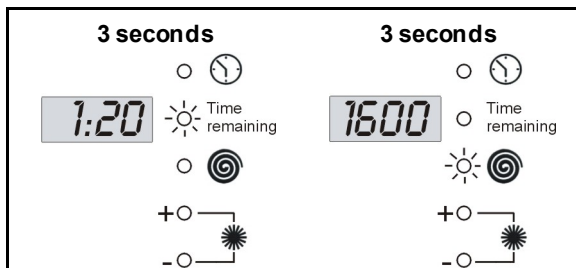 3 seconds
1:20
Time
remaining
+
-
3 seconds
1600
Time
remaining
+
-